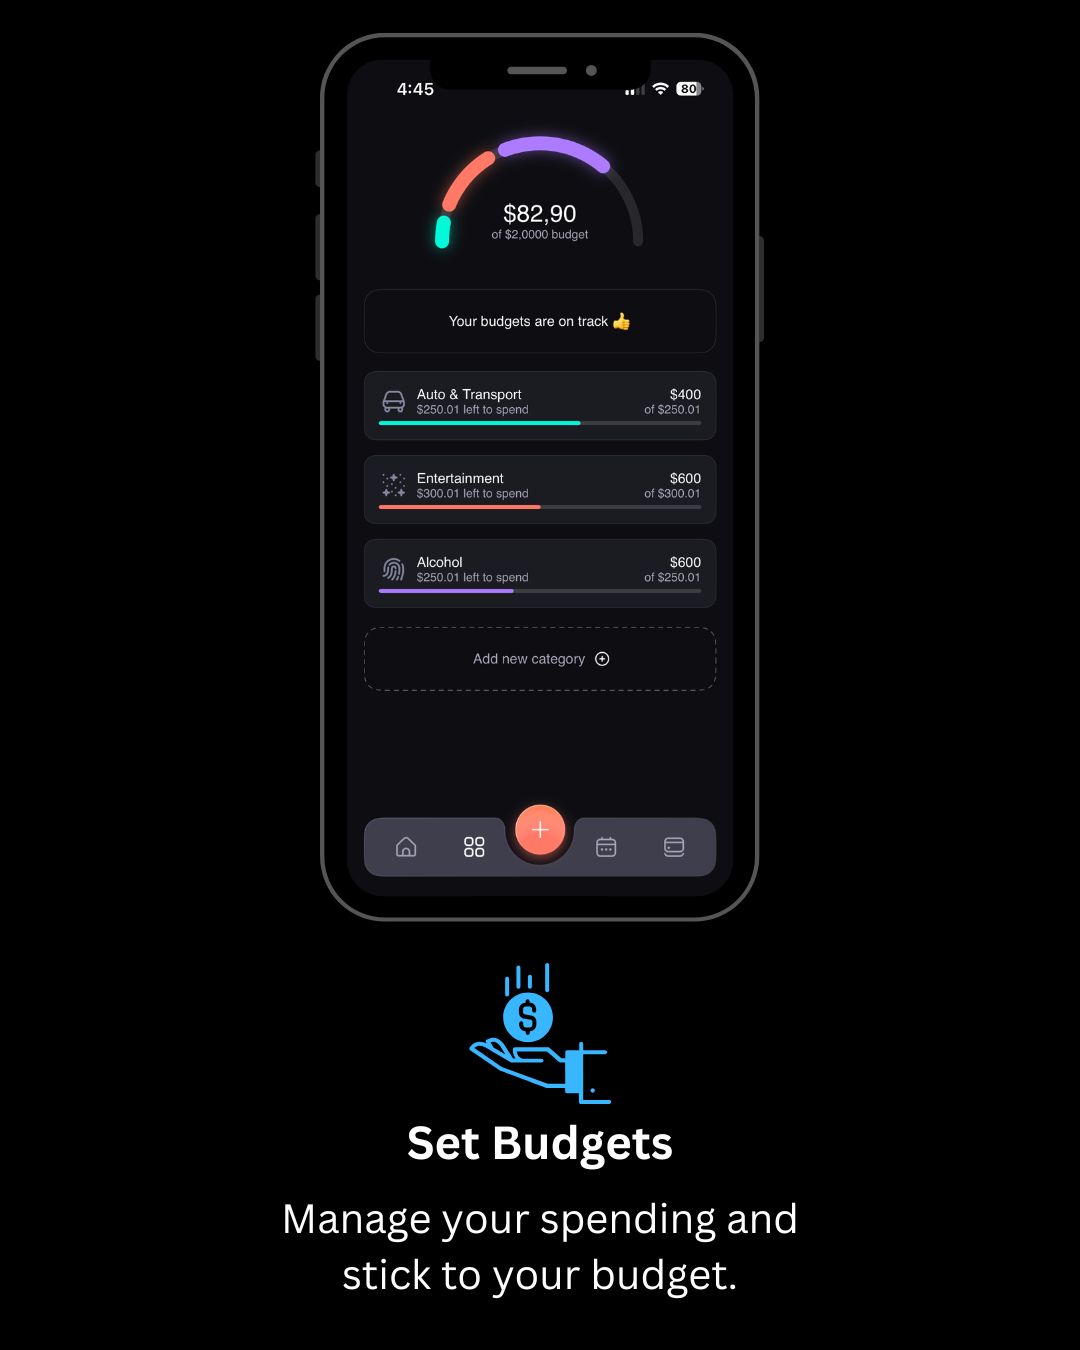 4:45
80
$82,90
of $2,0000 budget
Your budgets are on track 👍
Auto & Transport
$400
$250.01 left to spend
of $250.01
Entertainment
$600
$300.01 left to spend
of $300.01
Alcohol
$600
$250.01 left to spend
of $250.01
Add new category
$
Set Budgets
Manage your spending and
stick to your budget.